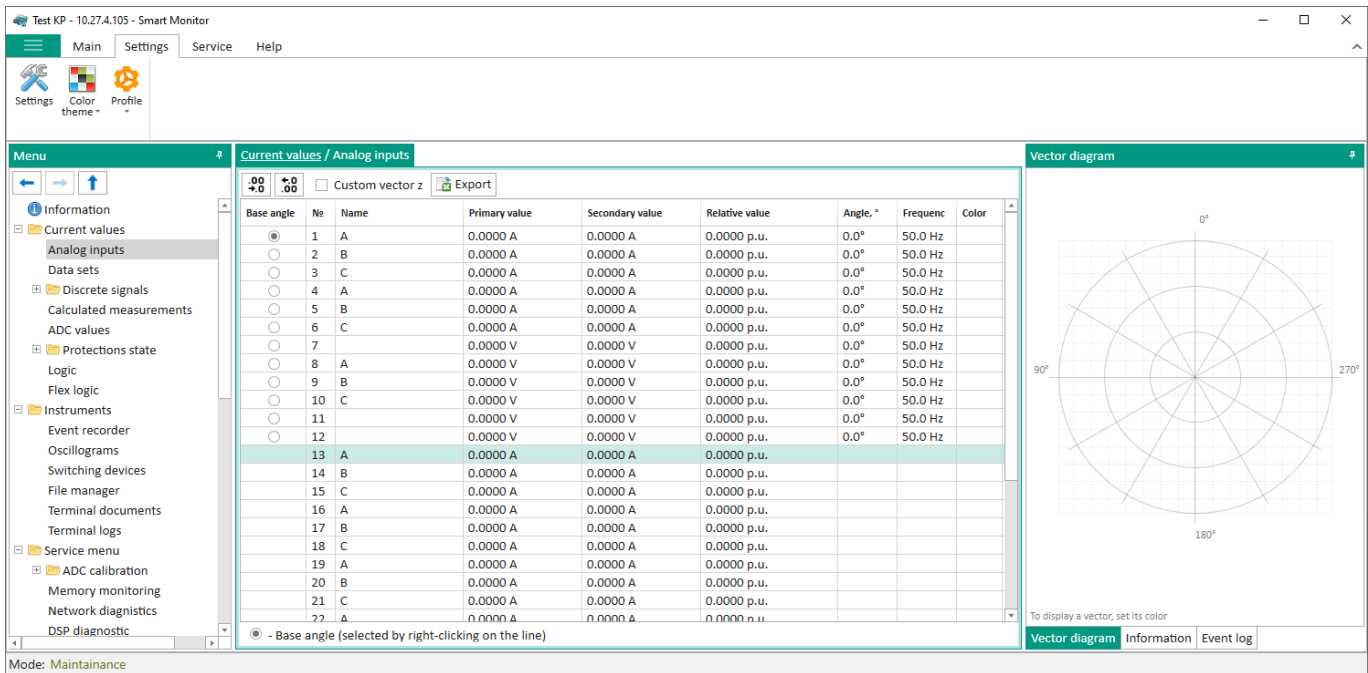 Test KP - 10.27.4.105 - Smart Monitor
Main Settings Service Help
Settings Color theme Profile
Menu
Information
Current values
Analog inputs
Data sets
Discrete signals
Calculated measurements
ADC values
Protections state
Logic
Flex logic
Instruments
Event recorder
Oscillograms
Switching devices
File manager
Terminal documents
Terminal logs
Service menu
ADC calibration
Memory monitoring
Network diagnistics
DSP diagnostic
Current values / Analog inputs
.00 →.0 ←.0 .00 Custom vector z Export
Base angle № Name Primary value Secondary value Relative value Angle, ° Frequenc Color
1 A 0.0000 A 0.0000 A 0.0000 p.u. 0.0° 50.0 Hz
2 B 0.0000 A 0.0000 A 0.0000 p.u. 0.0° 50.0 Hz
3 C 0.0000 A 0.0000 A 0.0000 p.u. 0.0° 50.0 Hz
4 A 0.0000 A 0.0000 A 0.0000 p.u. 0.0° 50.0 Hz
5 B 0.0000 A 0.0000 A 0.0000 p.u. 0.0° 50.0 Hz
6 C 0.0000 A 0.0000 A 0.0000 p.u. 0.0° 50.0 Hz
7 0.0000 V 0.0000 V 0.0000 p.u. 0.0° 50.0 Hz
8 A 0.0000 V 0.0000 V 0.0000 p.u. 0.0° 50.0 Hz
9 B 0.0000 V 0.0000 V 0.0000 p.u. 0.0° 50.0 Hz
10 C 0.0000 V 0.0000 V 0.0000 p.u. 0.0° 50.0 Hz
11 0.0000 V 0.0000 V 0.0000 p.u. 0.0° 50.0 Hz
12 0.0000 V 0.0000 V 0.0000 p.u. 0.0° 50.0 Hz
13 A 0.0000 A 0.0000 A 0.0000 p.u.
14 B 0.0000 A 0.0000 A 0.0000 p.u.
15 C 0.0000 A 0.0000 A 0.0000 p.u.
16 A 0.0000 A 0.0000 A 0.0000 p.u.
17 B 0.0000 A 0.0000 A 0.0000 p.u.
18 C 0.0000 A 0.0000 A 0.0000 p.u.
19 A 0.0000 A 0.0000 A 0.0000 p.u.
20 B 0.0000 A 0.0000 A 0.0000 p.u.
21 C 0.0000 A 0.0000 A 0.0000 p.u.
22 A 0.0000 A 0.0000 A 0.0000 p.u.
- Base angle (selected by right-clicking on the line)
Vector diagram
0°
90° 270°
180°
To display a vector, set its color
Vector diagram Information Event log
Mode: Maintainance